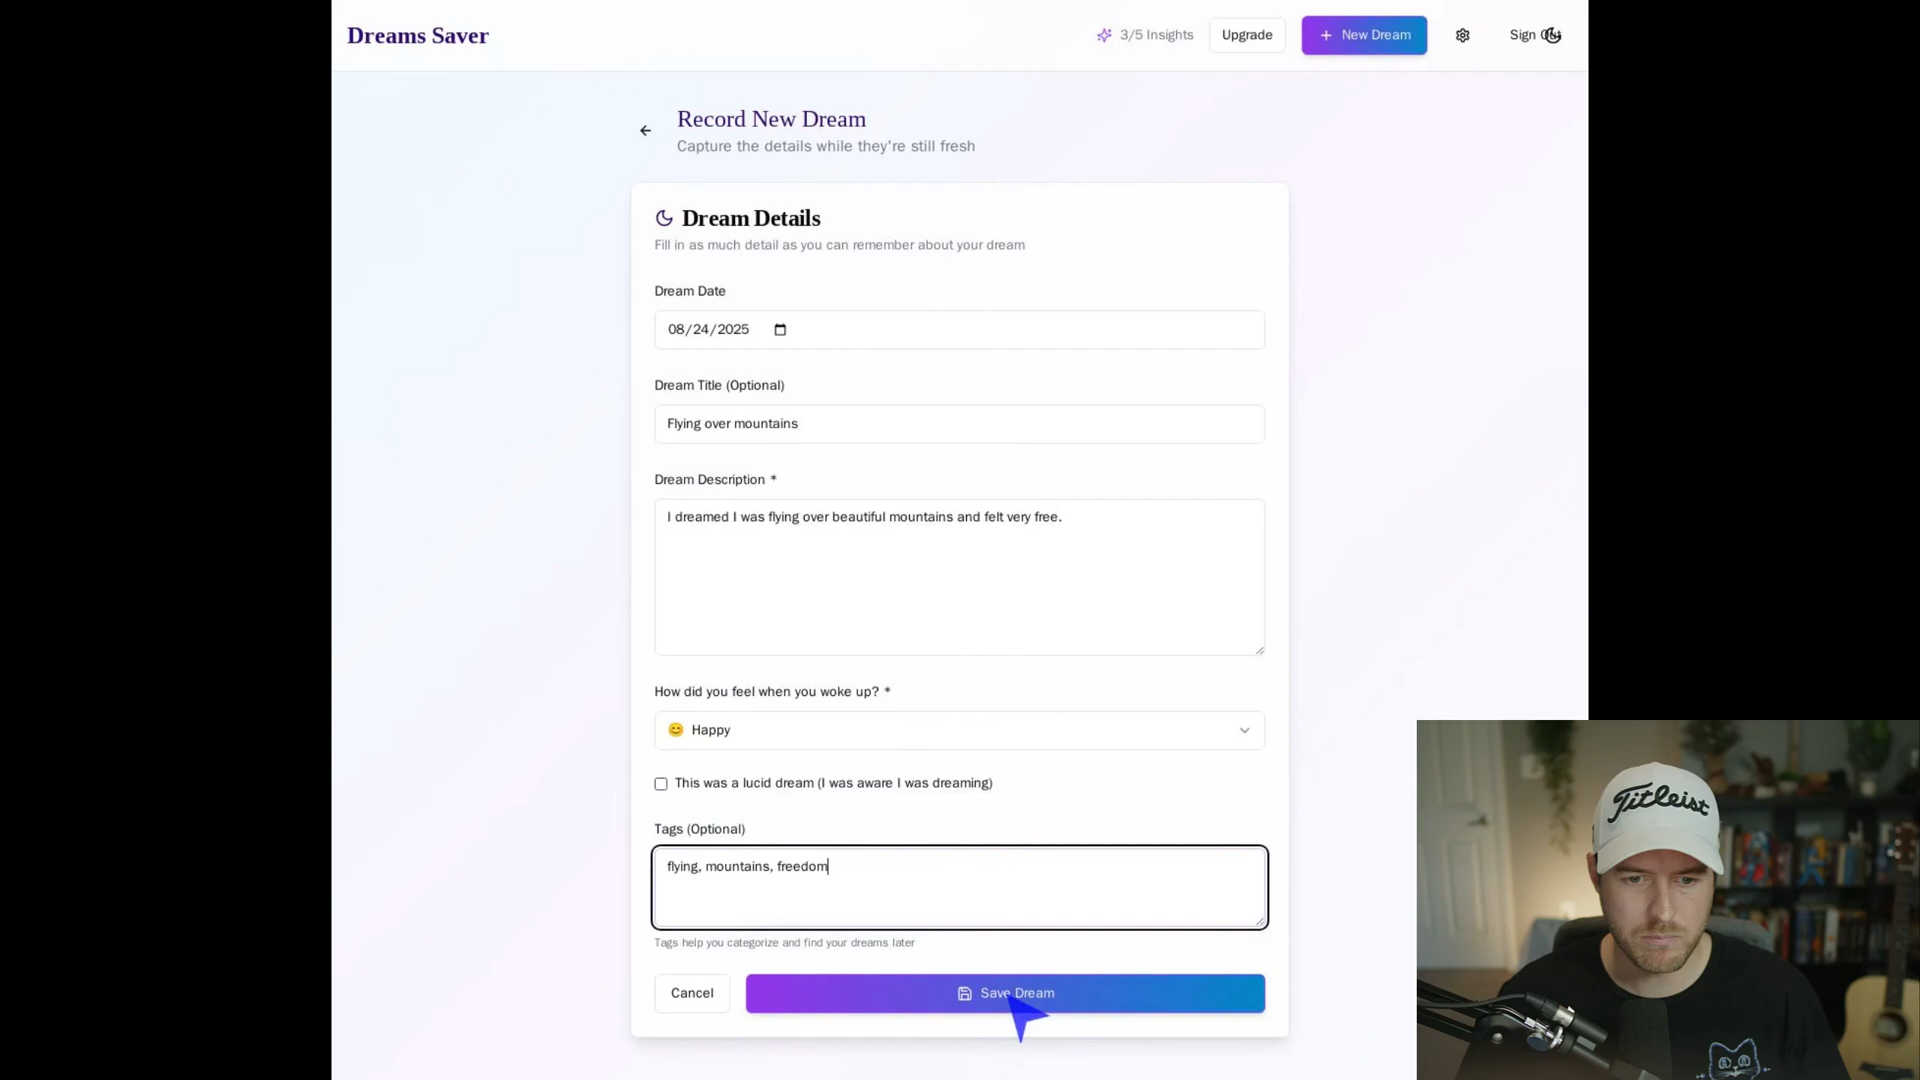 Dreams Saver
3/5 Insights
Upgrade
New Dream
Sign
Record New Dream
Capture the details while they're still fresh
Dream Details
Fill in as much detail as you can remember about your dream
Dream Date
08/24/2025
Dream Title (Optional)
Flying over mountains
Dream Description *
I dreamed I was flying over beautiful mountains and felt very free.
How did you feel when you woke up? *
😊 Happy
This was a lucid dream (I was aware I was dreaming)
Tags (Optional)
flying, mountains, freedom
Tags help you categorize and find your dreams later
Cancel
Save Dream
Titleist